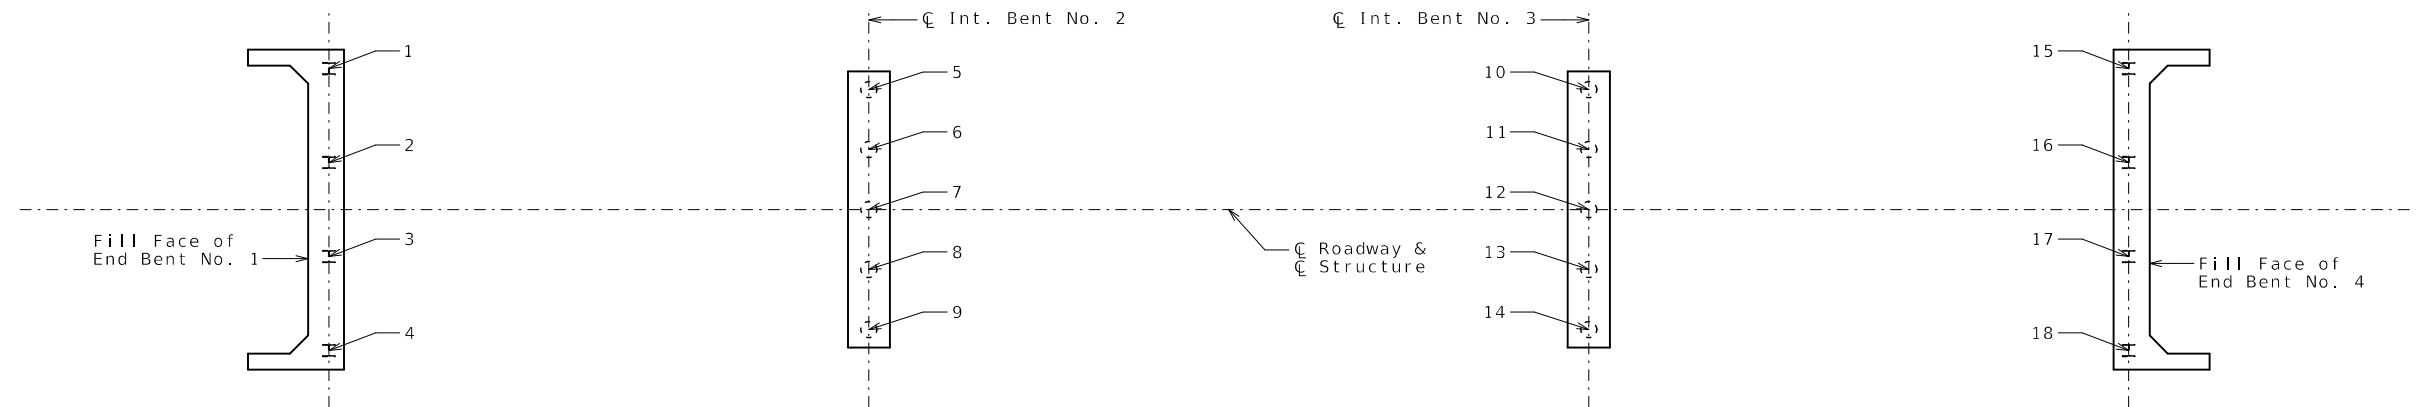 ℄ Int. Bent No. 2
℄ Int. Bent No. 3
1
5
10
15
6
11
2
16
7
12
3
Fill Face of
End Bent No. 1
8
℄ Roadway &
℄ Structure
13
17
Fill Face of
End Bent No. 4
9
14
4
18